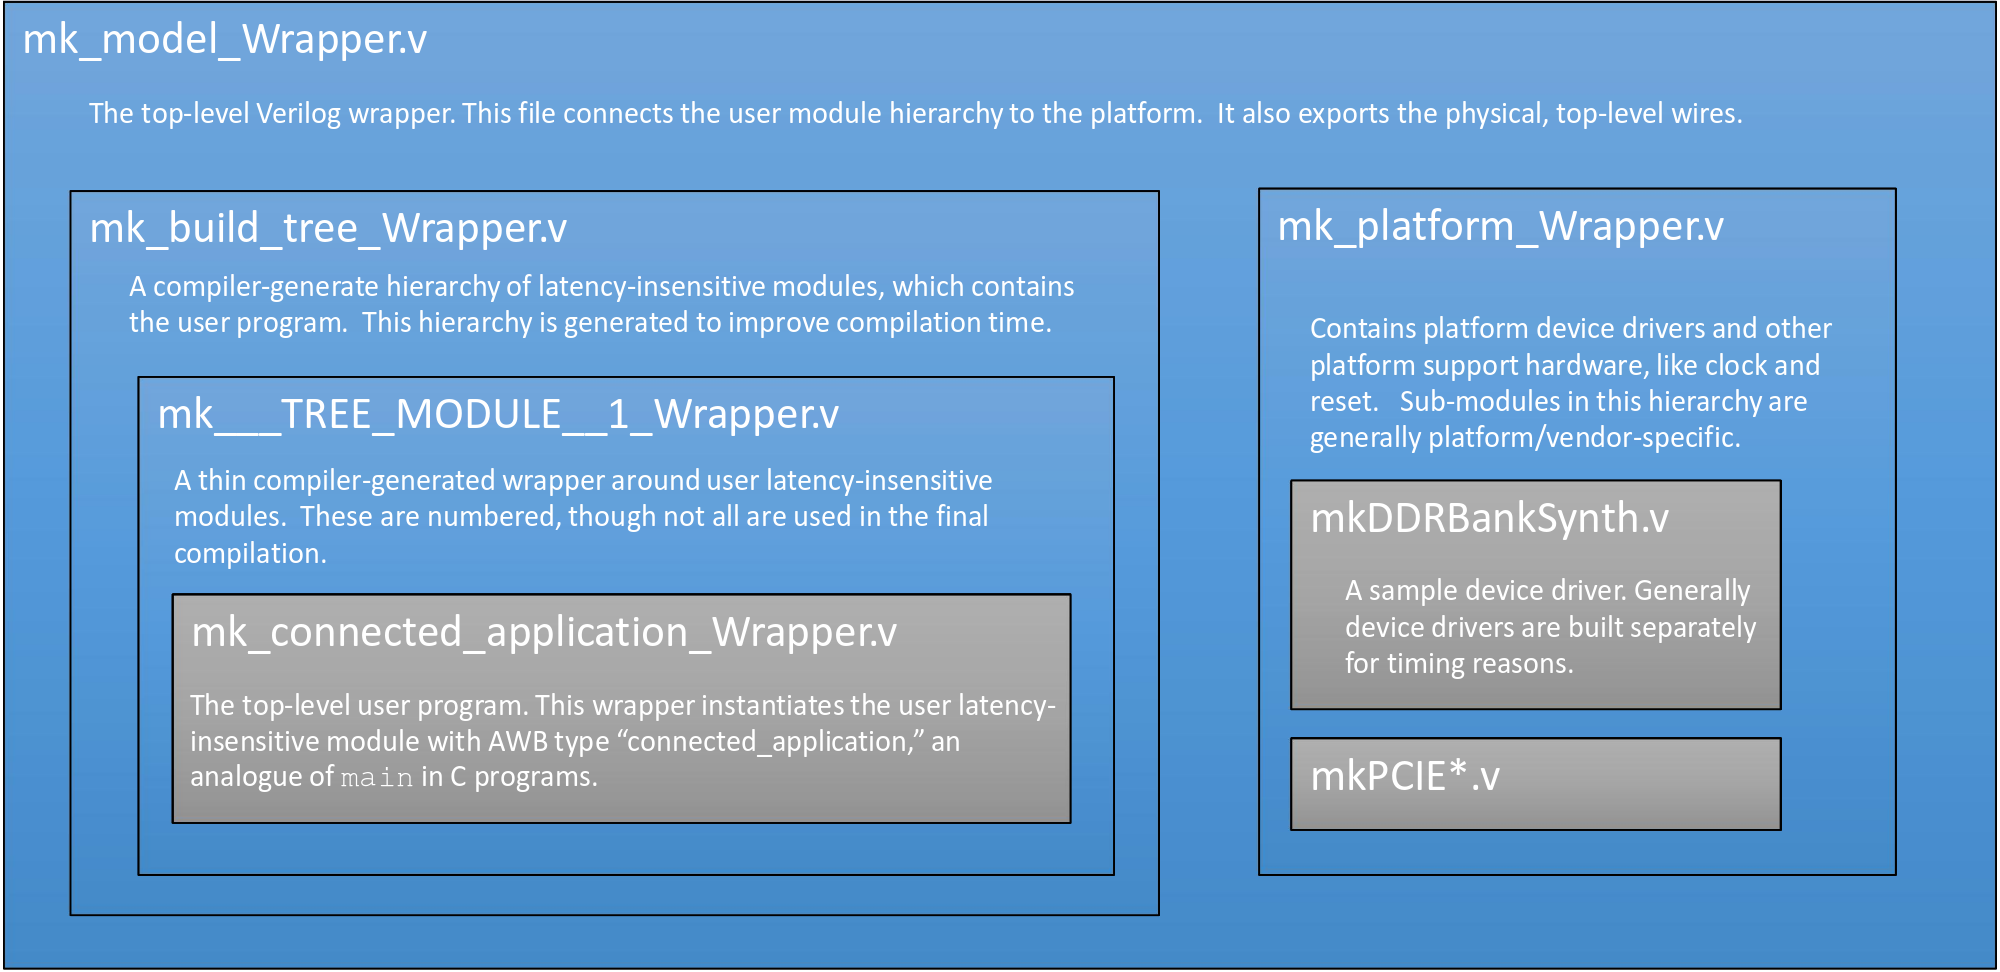 mk_model_Wrapper.v
The top-level Verilog wrapper. This file connects the user module hierarchy to the platform.  It also exports the physical, top-level wires.
mk_build_tree_Wrapper.v
A compiler-generate hierarchy of latency-insensitive modules, which contains
the user program.  This hierarchy is generated to improve compilation time.
mk___TREE_MODULE__1_Wrapper.v
A thin compiler-generated wrapper around user latency-insensitive
modules.  These are numbered, though not all are used in the final
compilation.
mk_connected_application_Wrapper.v
The top-level user program. This wrapper instantiates the user latency-
insensitive module with AWB type “connected_application,” an
analogue of main in C programs.
mk_platform_Wrapper.v
Contains platform device drivers and other
platform support hardware, like clock and
reset.   Sub-modules in this hierarchy are
generally platform/vendor-specific.
mkDDRBankSynth.v
A sample device driver. Generally
device drivers are built separately
for timing reasons.
mkPCIE*.v